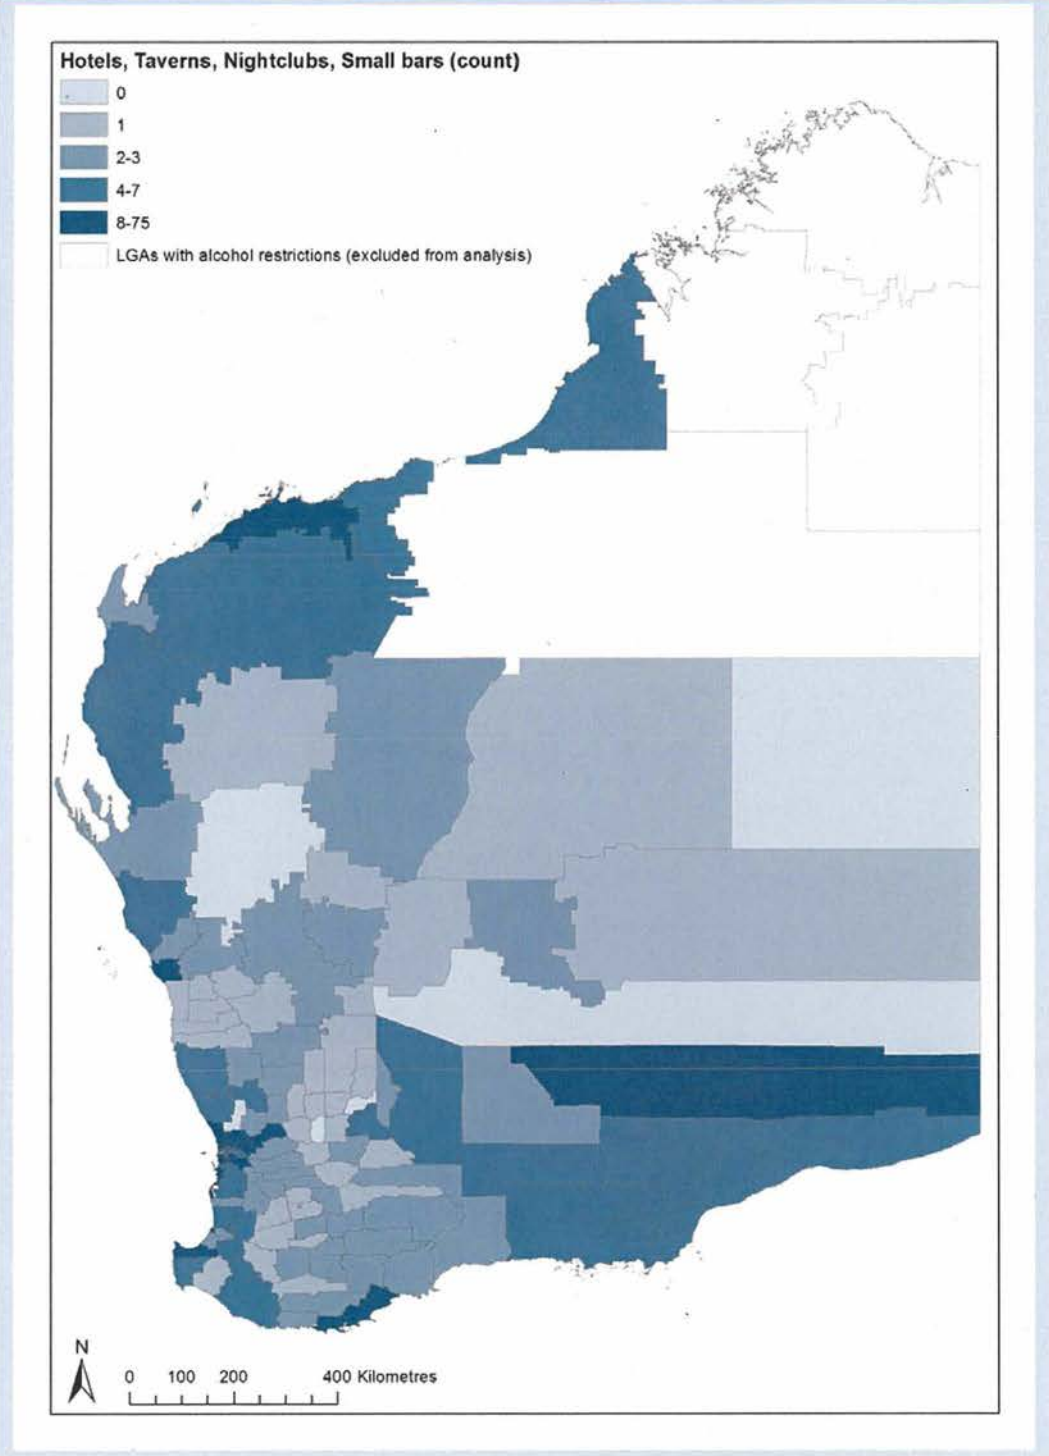 Hotels, Taverns, Nightclubs, Small bars (count)
0
1
2-3
4-7
8-75
LGAs with alcohol restrictions (excluded from analysis)
N
0 100 200 400 Kilometres